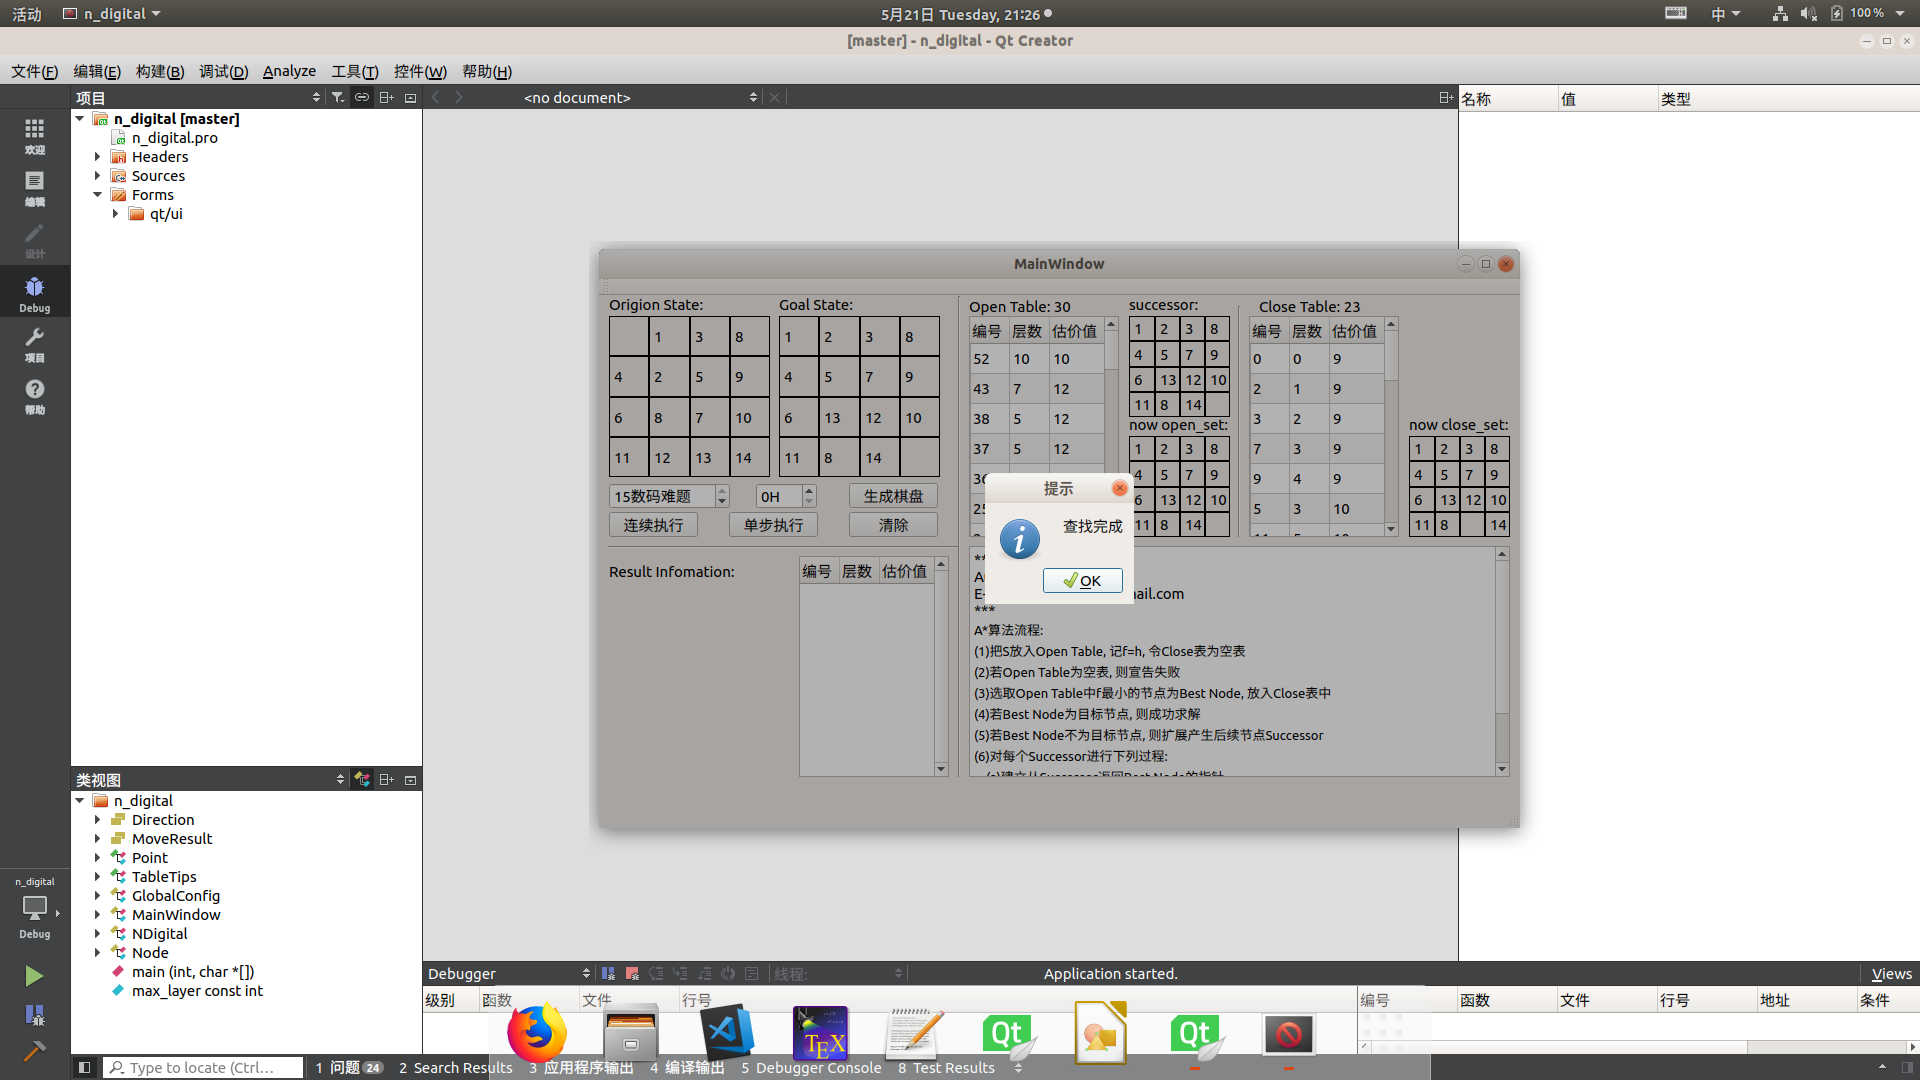 活动 n_digital 5月21日 Tuesday, 21:26 中 100 %
[master] - n_digital - Qt Creator
文件(F) 编辑(E) 构建(B) 调试(D) Analyze 工具(T) 控件(W) 帮助(H)
项目 <no document> 名称 值 类型
n_digital [master]
n_digital.pro
Headers
Sources
Forms
qt/ui
欢迎
编辑
设计
Debug
项目
帮助
MainWindow
Origion State:
1 3 8
4 2 5 9
6 8 7 10
11 12 13 14
Goal State:
1 2 3 8
4 5 7 9
6 13 12 10
11 8 14
15数码难题 0H 生成棋盘
连续执行 单步执行 清除
Open Table: 30
编号 层数 估价值
52 10 10
43 7 12
38 5 12
37 5 12
successor:
1 2 3 8
4 5 7 9
6 13 12 10
11 8 14
now open_set:
1 2 3 8
4 5 7 9
6 13 12 10
11 8 14
Close Table: 23
编号 层数 估价值
0 0 9
2 1 9
3 2 9
7 3 9
9 4 9
5 3 10
now close_set:
1 2 3 8
4 5 7 9
6 13 12 10
11 8 14
提示
查找完成
OK
Result Infomation:
编号 层数 估价值
ail.com
***
A*算法流程:
(1)把S放入Open Table, 记f=h, 令Close表为空表
(2)若Open Table为空表, 则宣告失败
(3)选取Open Table中f最小的节点为Best Node, 放入Close表中
(4)若Best Node为目标节点, 则成功求解
(5)若Best Node不为目标节点, 则扩展产生后续节点Successor
(6)对每个Successor进行下列过程:
类视图
n_digital
Direction
MoveResult
Point
TableTips
GlobalConfig
MainWindow
NDigital
Node
main (int, char *[])
max_layer const int
n_digital
Debug
Debugger 线程: Application started. Views
级别 函数 文件 行号 编号 函数 文件 行号 地址 条件
TEX Qt Qt
Type to locate (Ctrl... 1 问题 24 2 Search Results 3 应用程序输出 4 编译输出 5 Debugger Console 8 Test Results